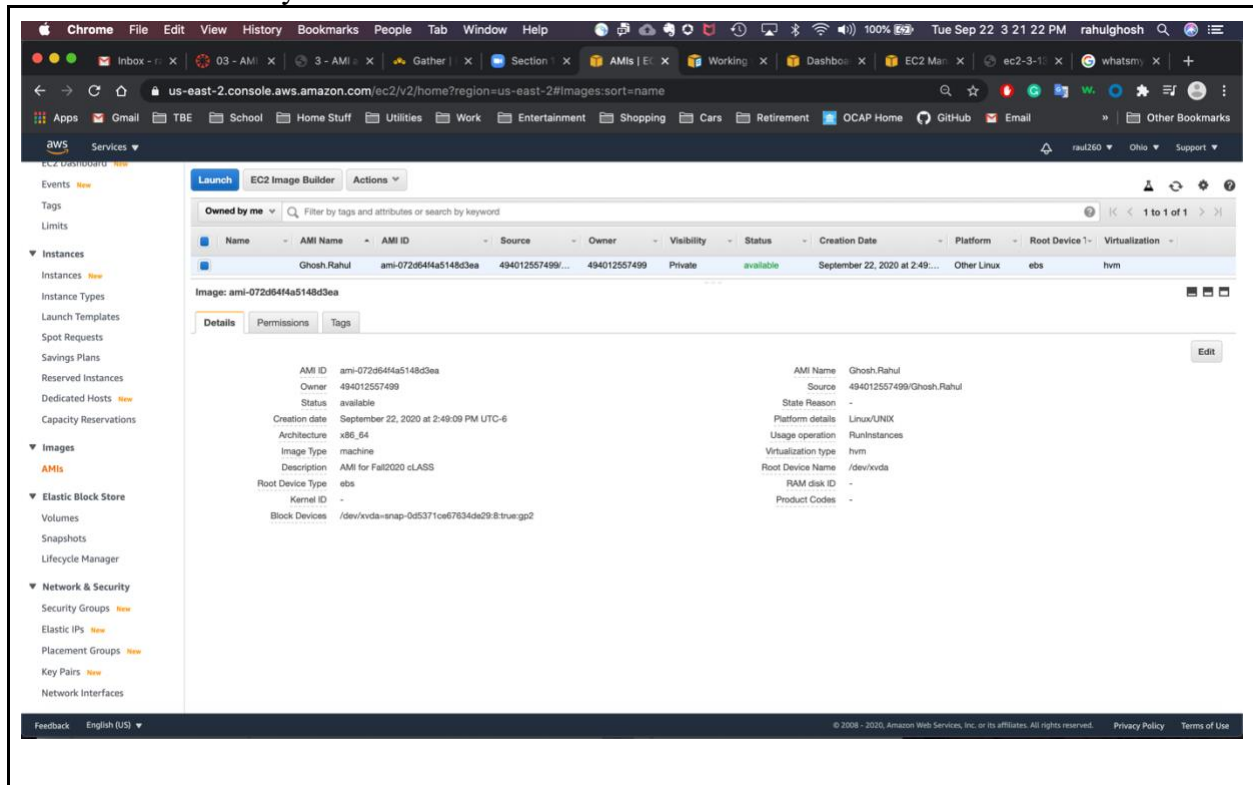 Chrome File Edit View History Bookmarks People Tab Window Help 100% Tue Sep 22 3 21 22 PM rahulghosh
Inbox - r 03 - AMI 3 - AMI a Gather | Section 1 AMIs | EC Working Dashboa EC2 Man ec2-3-13 whatsmy
us-east-2.console.aws.amazon.com/ec2/v2/home?region=us-east-2#Images:sort=name
Apps Gmail TBE School Home Stuff Utilities Work Entertainment Shopping Cars Retirement OCAP Home GitHub Email » Other Bookmarks
aws Services raul260 Ohio Support
EC2 Dashboard New
Events New
Tags
Limits
Instances
Instances New
Instance Types
Launch Templates
Spot Requests
Savings Plans
Reserved Instances
Dedicated Hosts New
Capacity Reservations
Images
AMIs
Elastic Block Store
Volumes
Snapshots
Lifecycle Manager
Network & Security
Security Groups New
Elastic IPs New
Placement Groups New
Key Pairs New
Network Interfaces
Launch EC2 Image Builder Actions
Owned by me Filter by tags and attributes or search by keyword 1 to 1 of 1
Name AMI Name AMI ID Source Owner Visibility Status Creation Date Platform Root Device T Virtualization
Ghosh.Rahul ami-072d64f4a5148d3ea 494012557499/... 494012557499 Private available September 22, 2020 at 2:49:... Other Linux ebs hvm
Image: ami-072d64f4a5148d3ea
Details Permissions Tags
Edit
AMI ID ami-072d64f4a5148d3ea AMI Name Ghosh.Rahul
Owner 494012557499 Source 494012557499/Ghosh.Rahul
Status available State Reason -
Creation date September 22, 2020 at 2:49:09 PM UTC-6 Platform details Linux/UNIX
Architecture x86_64 Usage operation RunInstances
Image Type machine Virtualization type hvm
Description AMI for Fall2020 cLASS Root Device Name /dev/xvda
Root Device Type ebs RAM disk ID -
Kernel ID - Product Codes -
Block Devices /dev/xvda=snap-0d5371ce67634de29:8:true:gp2
Feedback English (US) © 2008 - 2020, Amazon Web Services, Inc. or its affiliates. All rights reserved. Privacy Policy Terms of Use